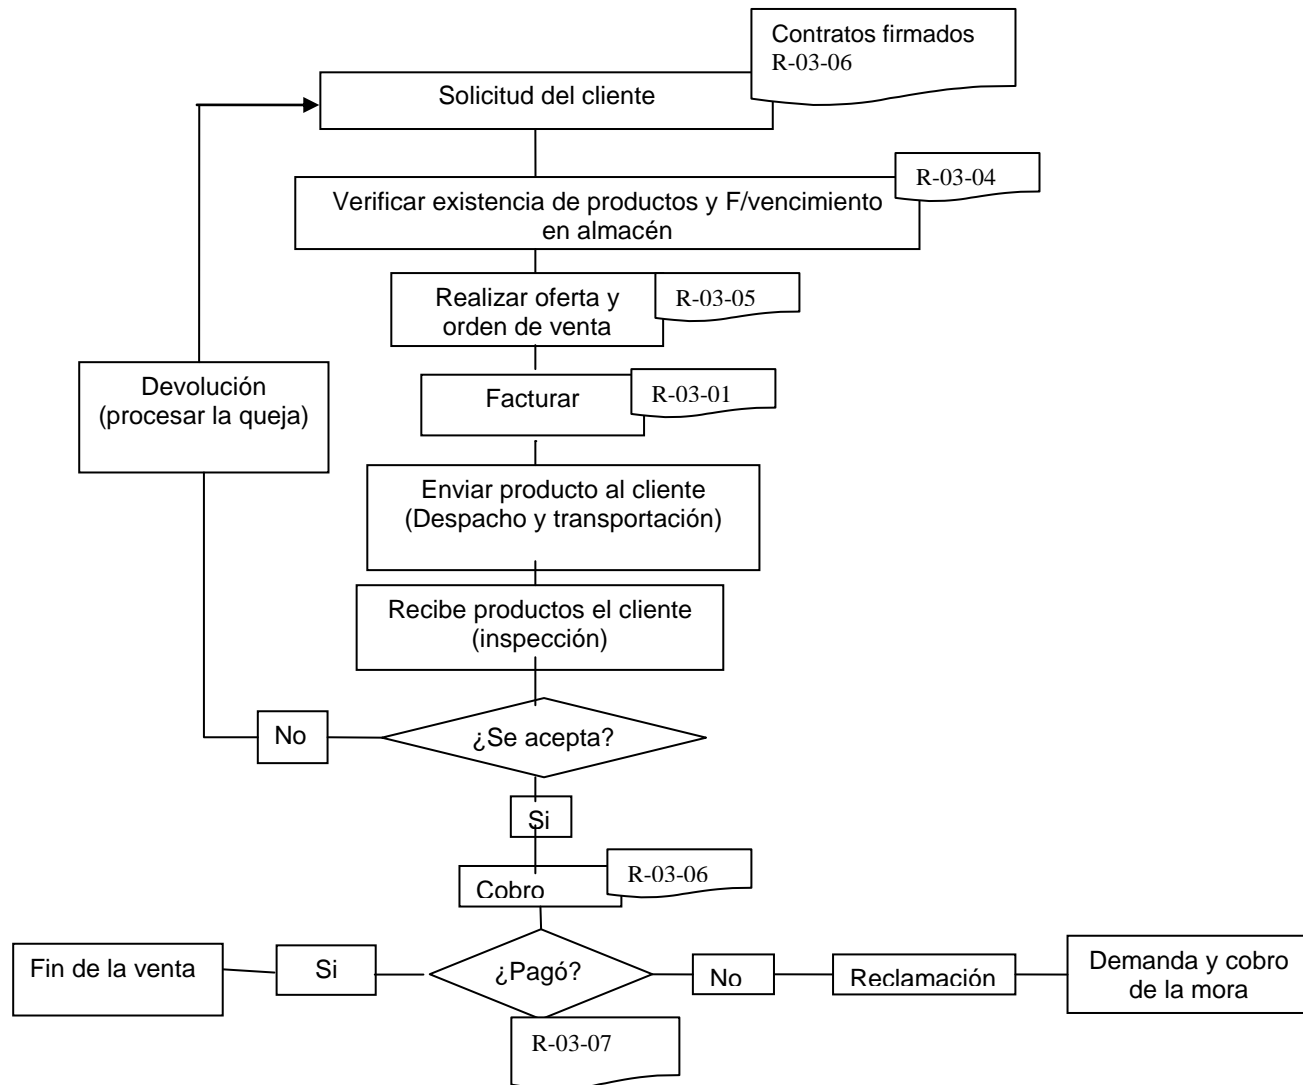 Contratos firmados
R-03-06
Solicitud del cliente
R-03-04
Verificar existencia de productos y F/vencimiento
en almacén
Realizar oferta y
orden de venta
R-03-05
Devolución
(procesar la queja)
Facturar
R-03-01
Enviar producto al cliente
(Despacho y transportación)
Recibe productos el cliente
(inspección)
No
¿Se acepta?
Si
Cobro
R-03-06
Fin de la venta
Si
¿Pagó?
No
Reclamación
Demanda y cobro
de la mora
R-03-07